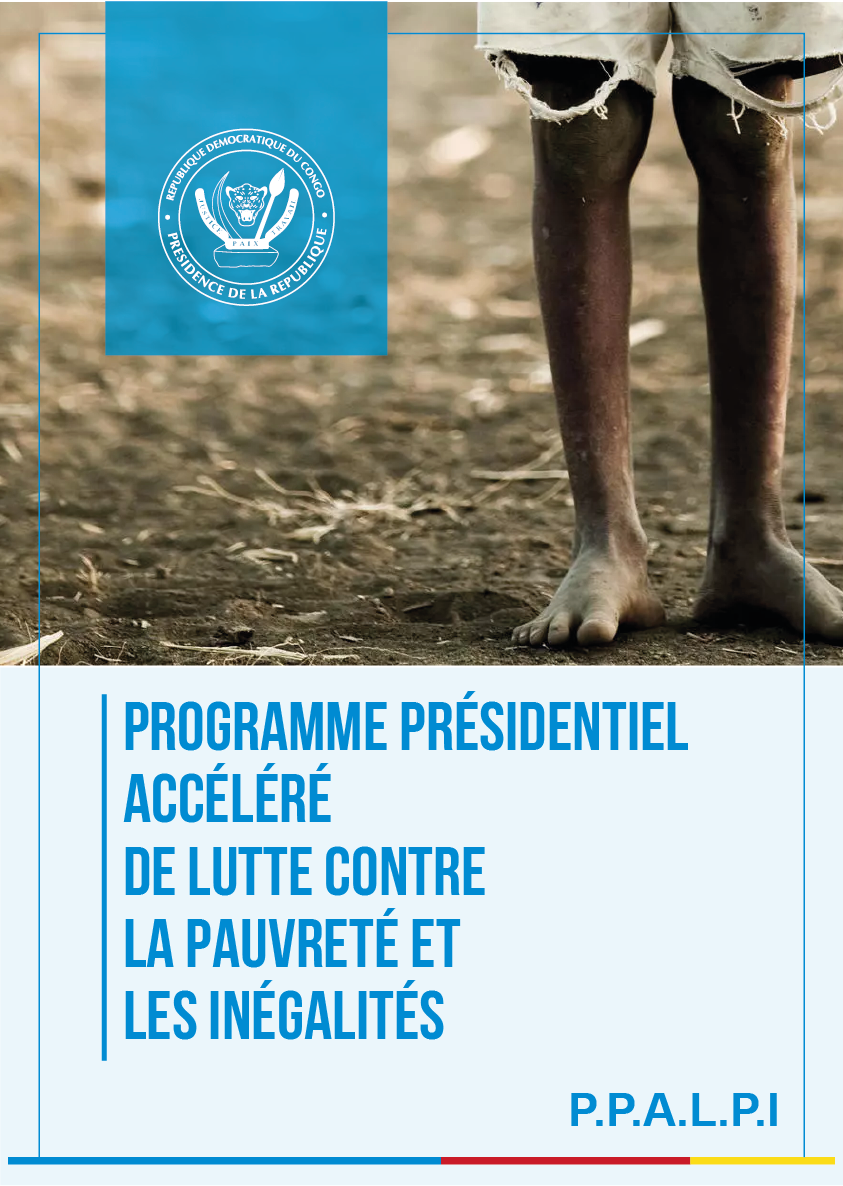 REPUBLIQUE DEMOCRATIQUE DU CONGO
JUSTICE
PAIX
TRAVAIL
PRESIDENCE DE LA REPUBLIQUE
PROGRAMME PRÉSIDENTIEL
ACCÉLÉRÉ
DE LUTTE CONTRE
LA PAUVRETÉ ET
LES INÉGALITÉS
P.P.A.L.P.I